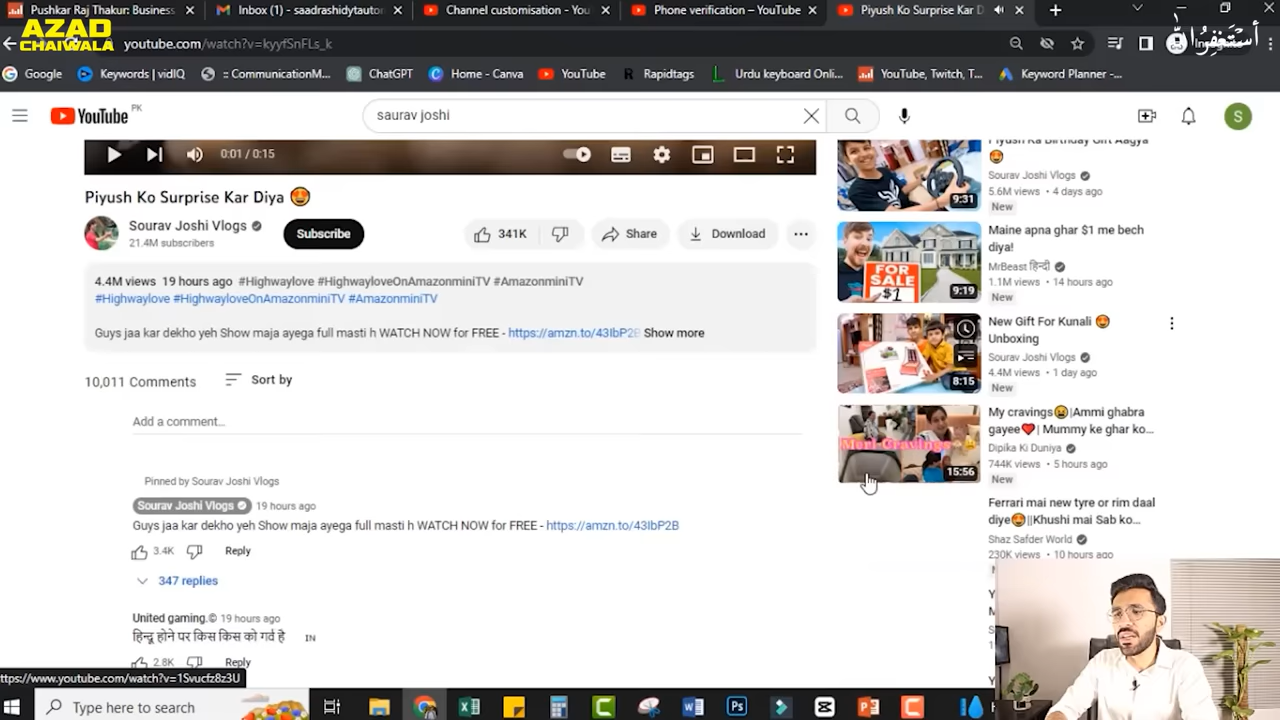 Pushkar Raj Thakur: Business
Inbox (1) - saadrashidytautor
channel customisation - You
Phone verification – YouTube
Piyush Ko Surprise Kar D
AZAD
CHAIWALA
youtube.com/watch?v=kyyfSnFLs_k
أستغفر الله
Google
Keywords | vidIQ
:: CommunicationM...
ChatGPT
Home - Canva
YouTube
Rapidtags
Urdu keyboard Onli...
YouTube, Twitch, T...
Keyword Planner -...
YouTube PK
saurav joshi
S
0:01 / 0:15
Piyush Ka Birthday Gift Aagya
Sourav Joshi Vlogs
5.6M views • 4 days ago
New
9:31
Piyush Ko Surprise Kar Diya 😍
Sourav Joshi Vlogs
21.4M subscribers
Subscribe
341K
Share
Download
Maine apna ghar $1 me bech
diya!
MrBeast हिन्दी
1.1M views • 14 hours ago
New
FOR
SALE
$1
9:19
4.4M views 19 hours ago #Highwaylove #HighwayloveOnAmazonminiTV #AmazonminiTV
#Highwaylove #HighwayloveOnAmazonminiTV #AmazonminiTV
Guys jaa kar dekho yeh Show maja ayega full masti h WATCH NOW for FREE - https://amzn.to/43IbP2B Show more
New Gift For Kunali 😍
Unboxing
Sourav Joshi Vlogs
4.4M views • 1 day ago
New
8:15
10,011 Comments
Sort by
Add a comment...
My cravings😫|Ammi ghabra
gayee❤️| Mummy ke ghar ko...
Dipika Ki Duniya
744K views • 5 hours ago
New
Meri Cravings
15:56
Pinned by Sourav Joshi Vlogs
Sourav Joshi Vlogs 19 hours ago
Guys jaa kar dekho yeh Show maja ayega full masti h WATCH NOW for FREE - https://amzn.to/43IbP2B
3.4K Reply
347 replies
Ferrari mai new tyre or rim daal
diye😍||Khushi mai Sab ko...
Shaz Safder World
230K views • 10 hours ago
United gaming.© 19 hours ago
हिन्दू होने पर किस किस को गर्व है IN
2.8K Reply
ttps://www.youtube.com/watch?v=1Svucfz8z3U
Type here to search